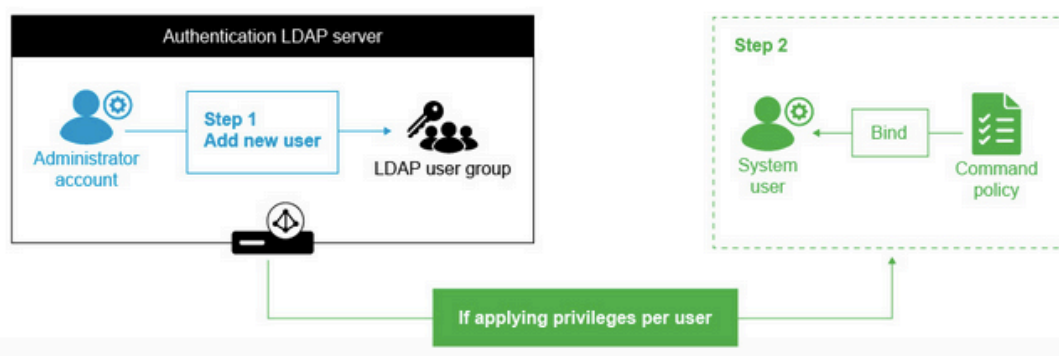 Authentication LDAP server
Step 1
Add new user
Administrator
account
LDAP user group
Step 2
Bind
System
user
Command
policy
If applying privileges per user